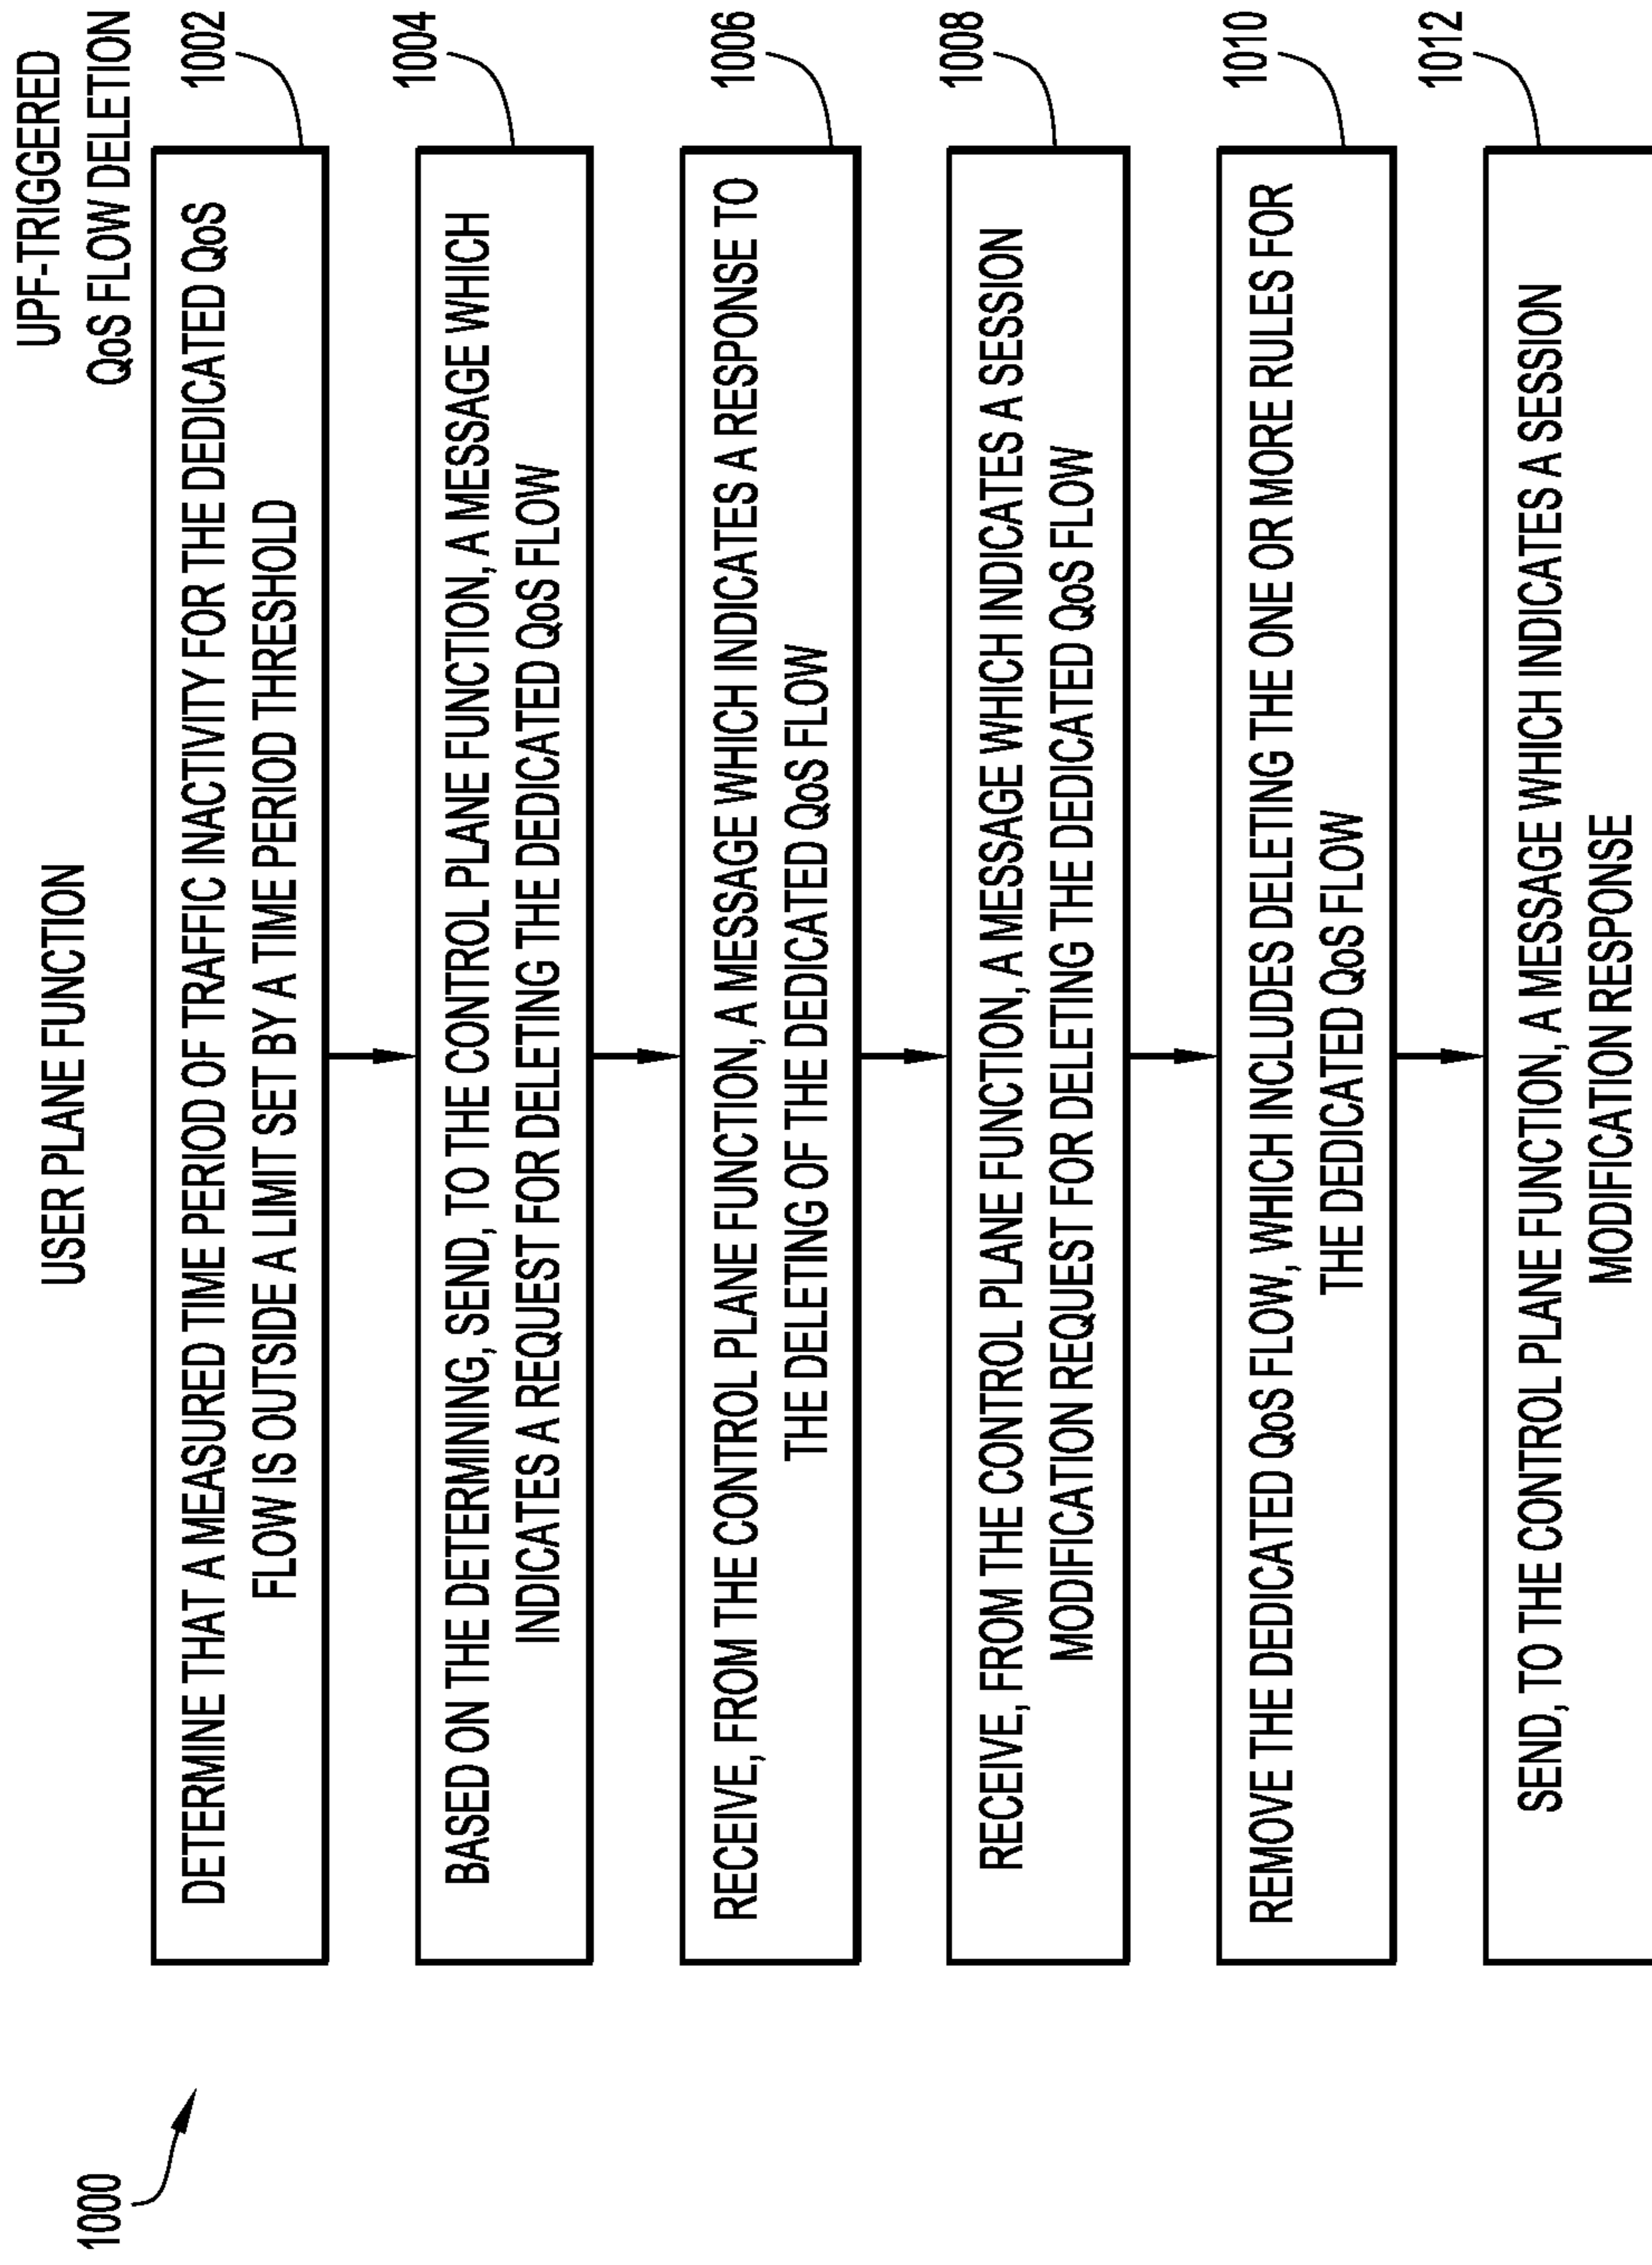 1000
USER PLANE FUNCTION
UPF-TRIGGERED
QoS FLOW DELETION
DETERMINE THAT A MEASURED TIME PERIOD OF TRAFFIC INACTIVITY FOR THE DEDICATED QoS
FLOW IS OUTSIDE A LIMIT SET BY A TIME PERIOD THRESHOLD
1002
BASED ON THE DETERMINING, SEND, TO THE CONTROL PLANE FUNCTION, A MESSAGE WHICH
INDICATES A REQUEST FOR DELETING THE DEDICATED QoS FLOW
1004
RECEIVE, FROM THE CONTROL PLANE FUNCTION, A MESSAGE WHICH INDICATES A RESPONSE TO
THE DELETING OF THE DEDICATED QoS FLOW
1006
RECEIVE, FROM THE CONTROL PLANE FUNCTION, A MESSAGE WHICH INDICATES A SESSION
MODIFICATION REQUEST FOR DELETING THE DEDICATED QoS FLOW
1008
REMOVE THE DEDICATED QoS FLOW, WHICH INCLUDES DELETING THE ONE OR MORE RULES FOR
THE DEDICATED QoS FLOW
1010
SEND, TO THE CONTROL PLANE FUNCTION, A MESSAGE WHICH INDICATES A SESSION
MODIFICATION RESPONSE
1012